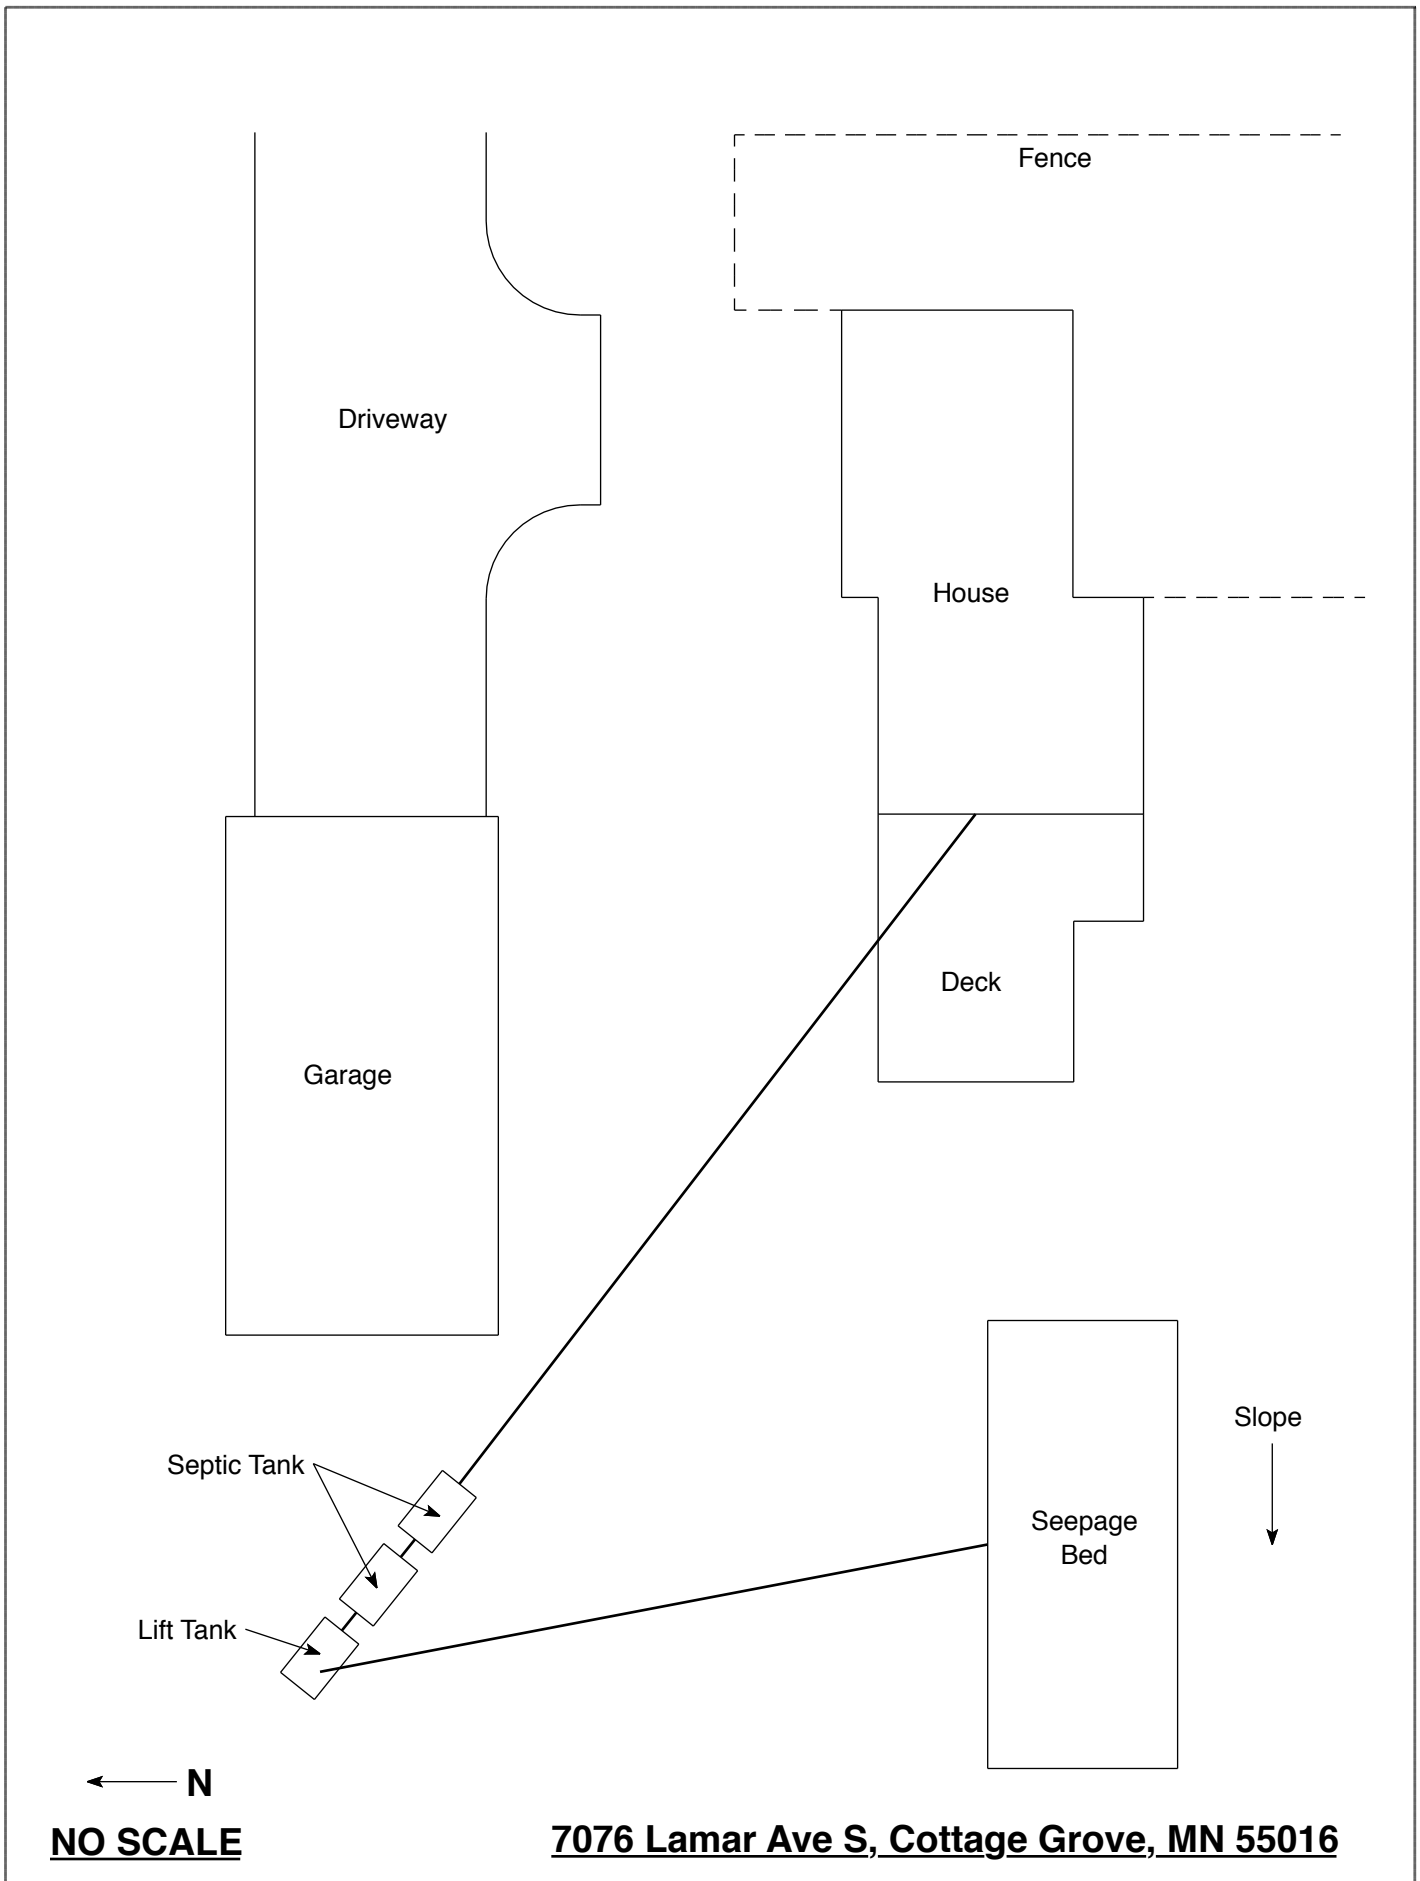 Fence
Driveway
House
Deck
Garage
Slope
Septic Tank
Seepage
Bed
Lift Tank
N
NO SCALE
7076 Lamar Ave S, Cottage Grove, MN 55016